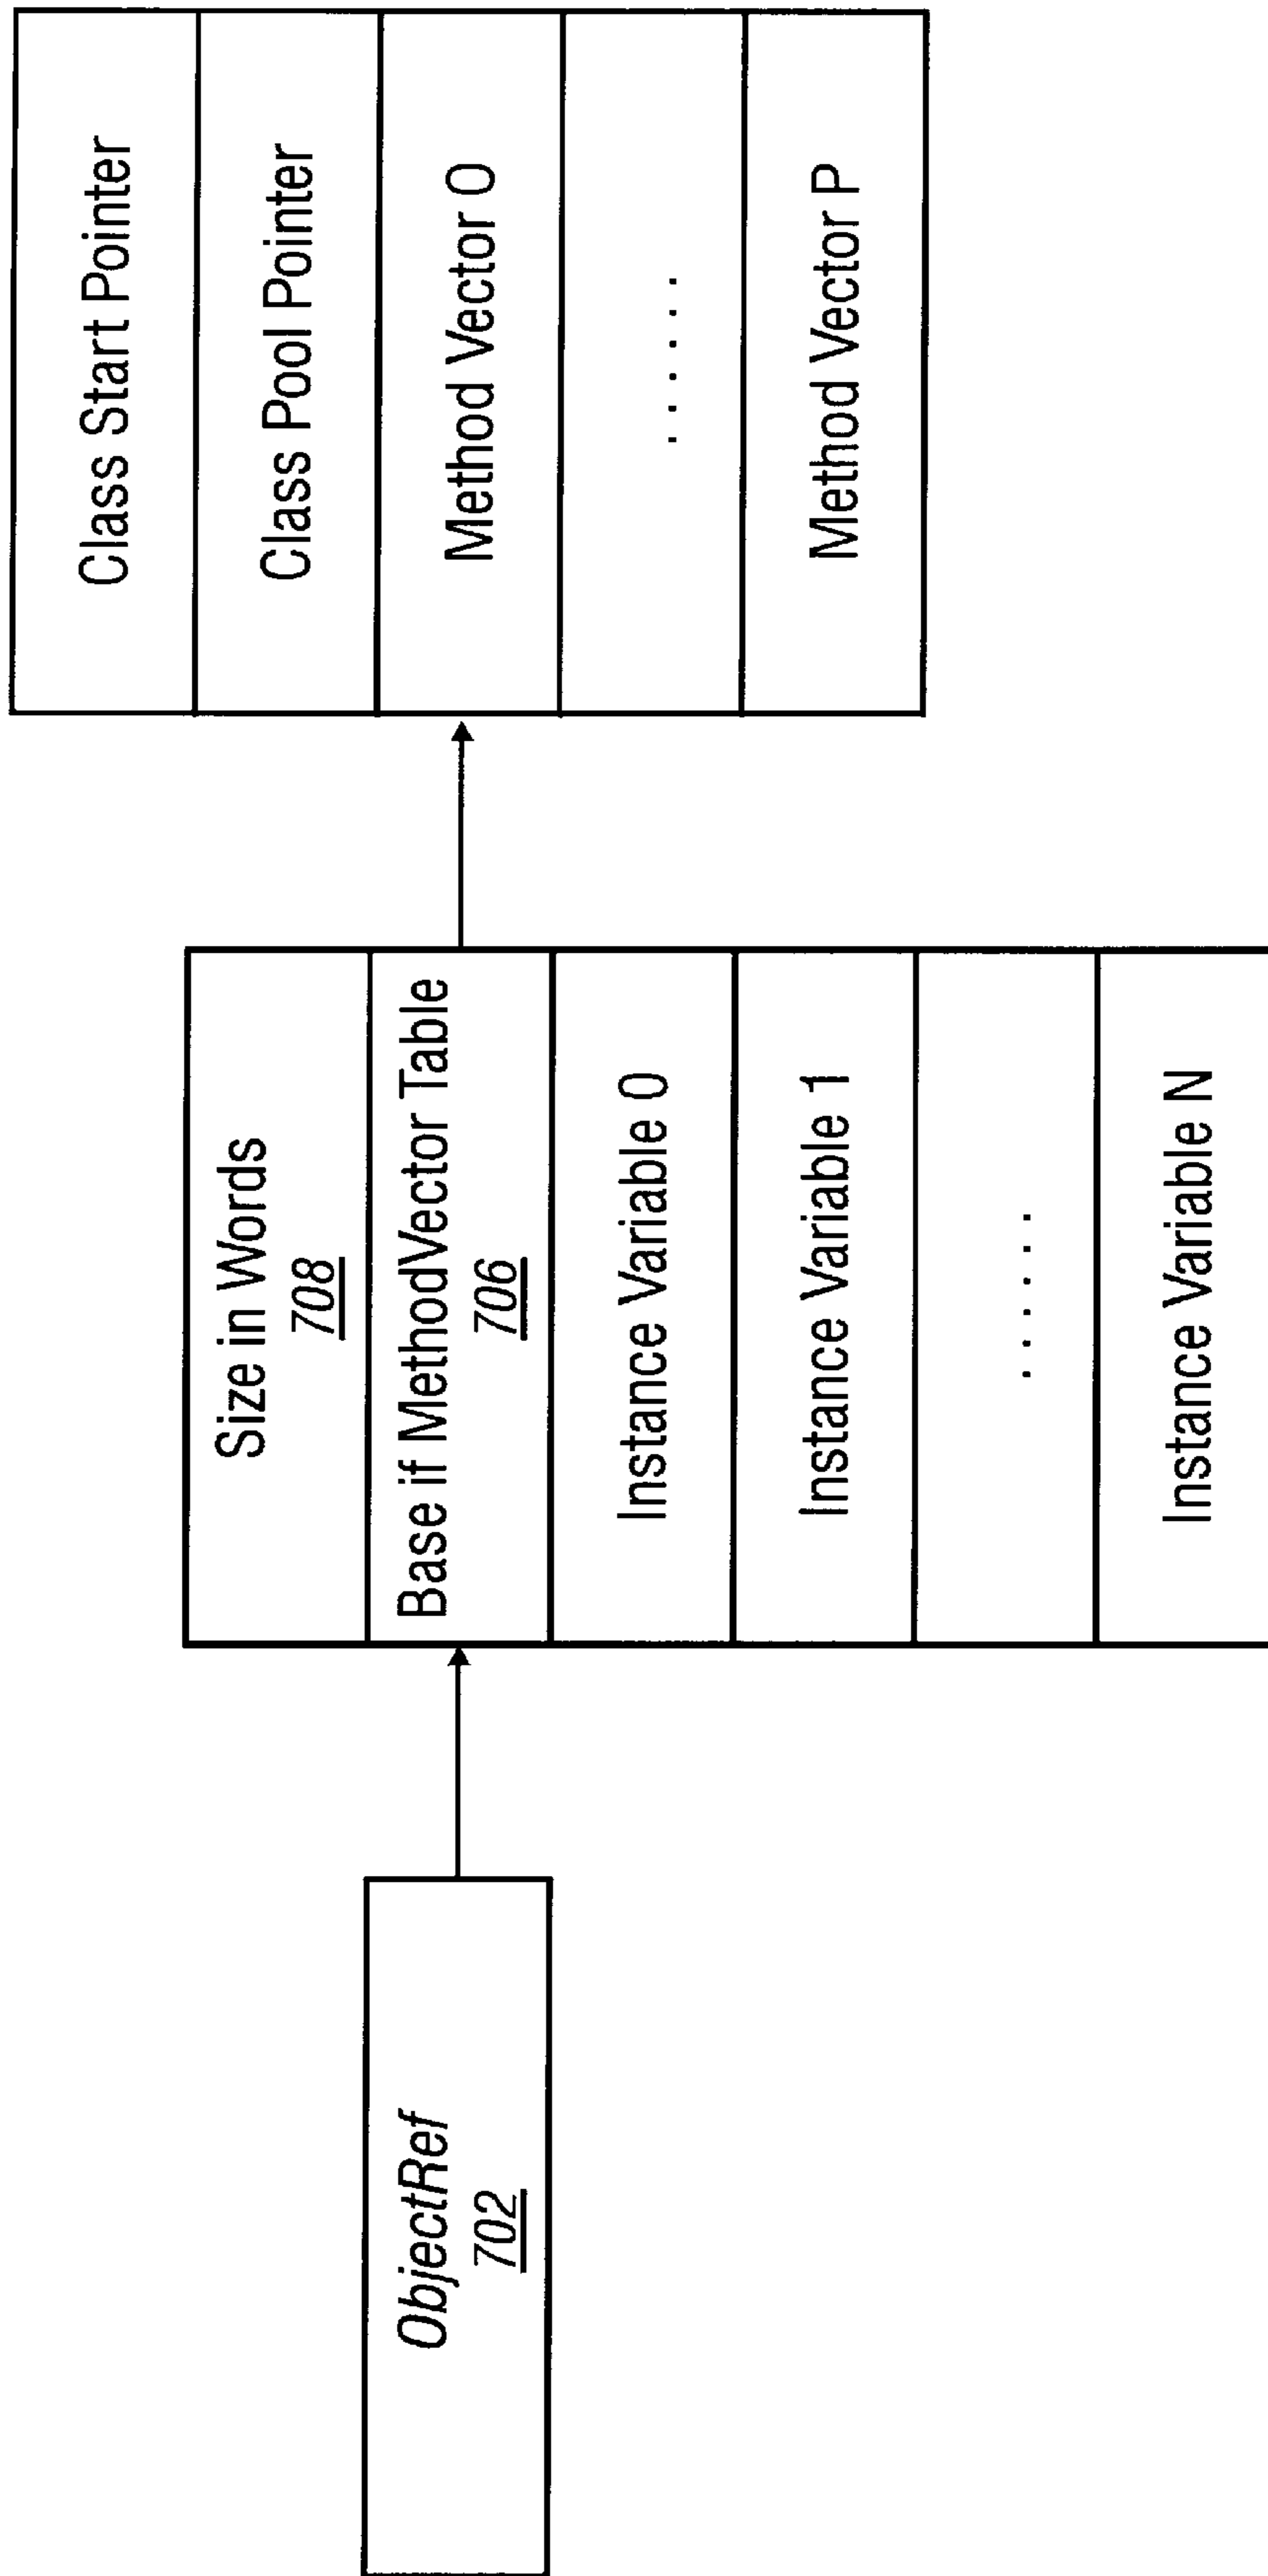 ObjectRef
702
Size in Words
708
Base if MethodVector Table
706
Instance Variable 0
Instance Variable 1
......
Instance Variable N
Class Start Pointer
Class Pool Pointer
Method Vector O
......
Method Vector P